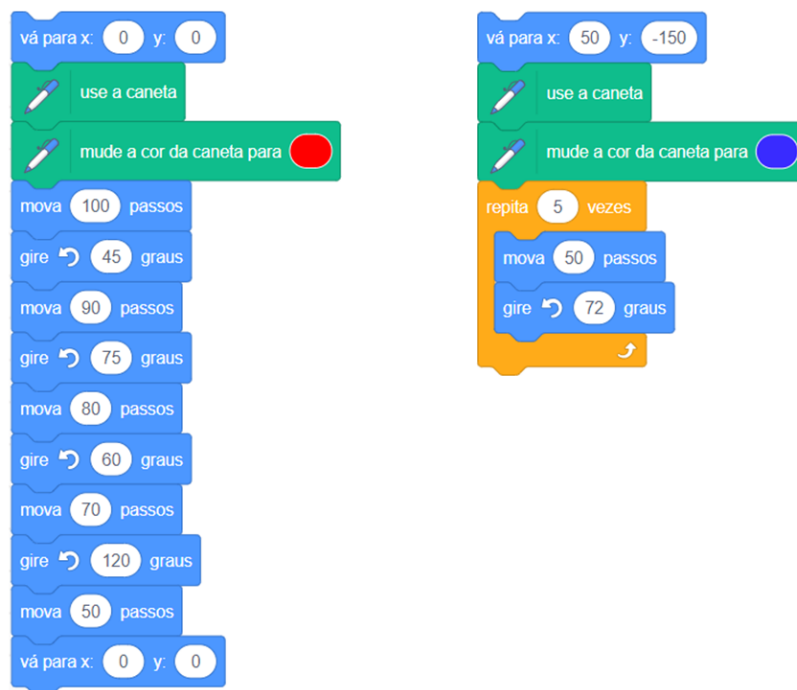 vá para x: 0 y: 0
use a caneta
mude a cor da caneta para
mova 100 passos
gire 45 graus
mova 90 passos
gire 75 graus
mova 80 passos
gire 60 graus
mova 70 passos
gire 120 graus
mova 50 passos
vá para x: 0 y: 0
vá para x: 50 y: -150
use a caneta
mude a cor da caneta para
repita 5 vezes
mova 50 passos
gire 72 graus